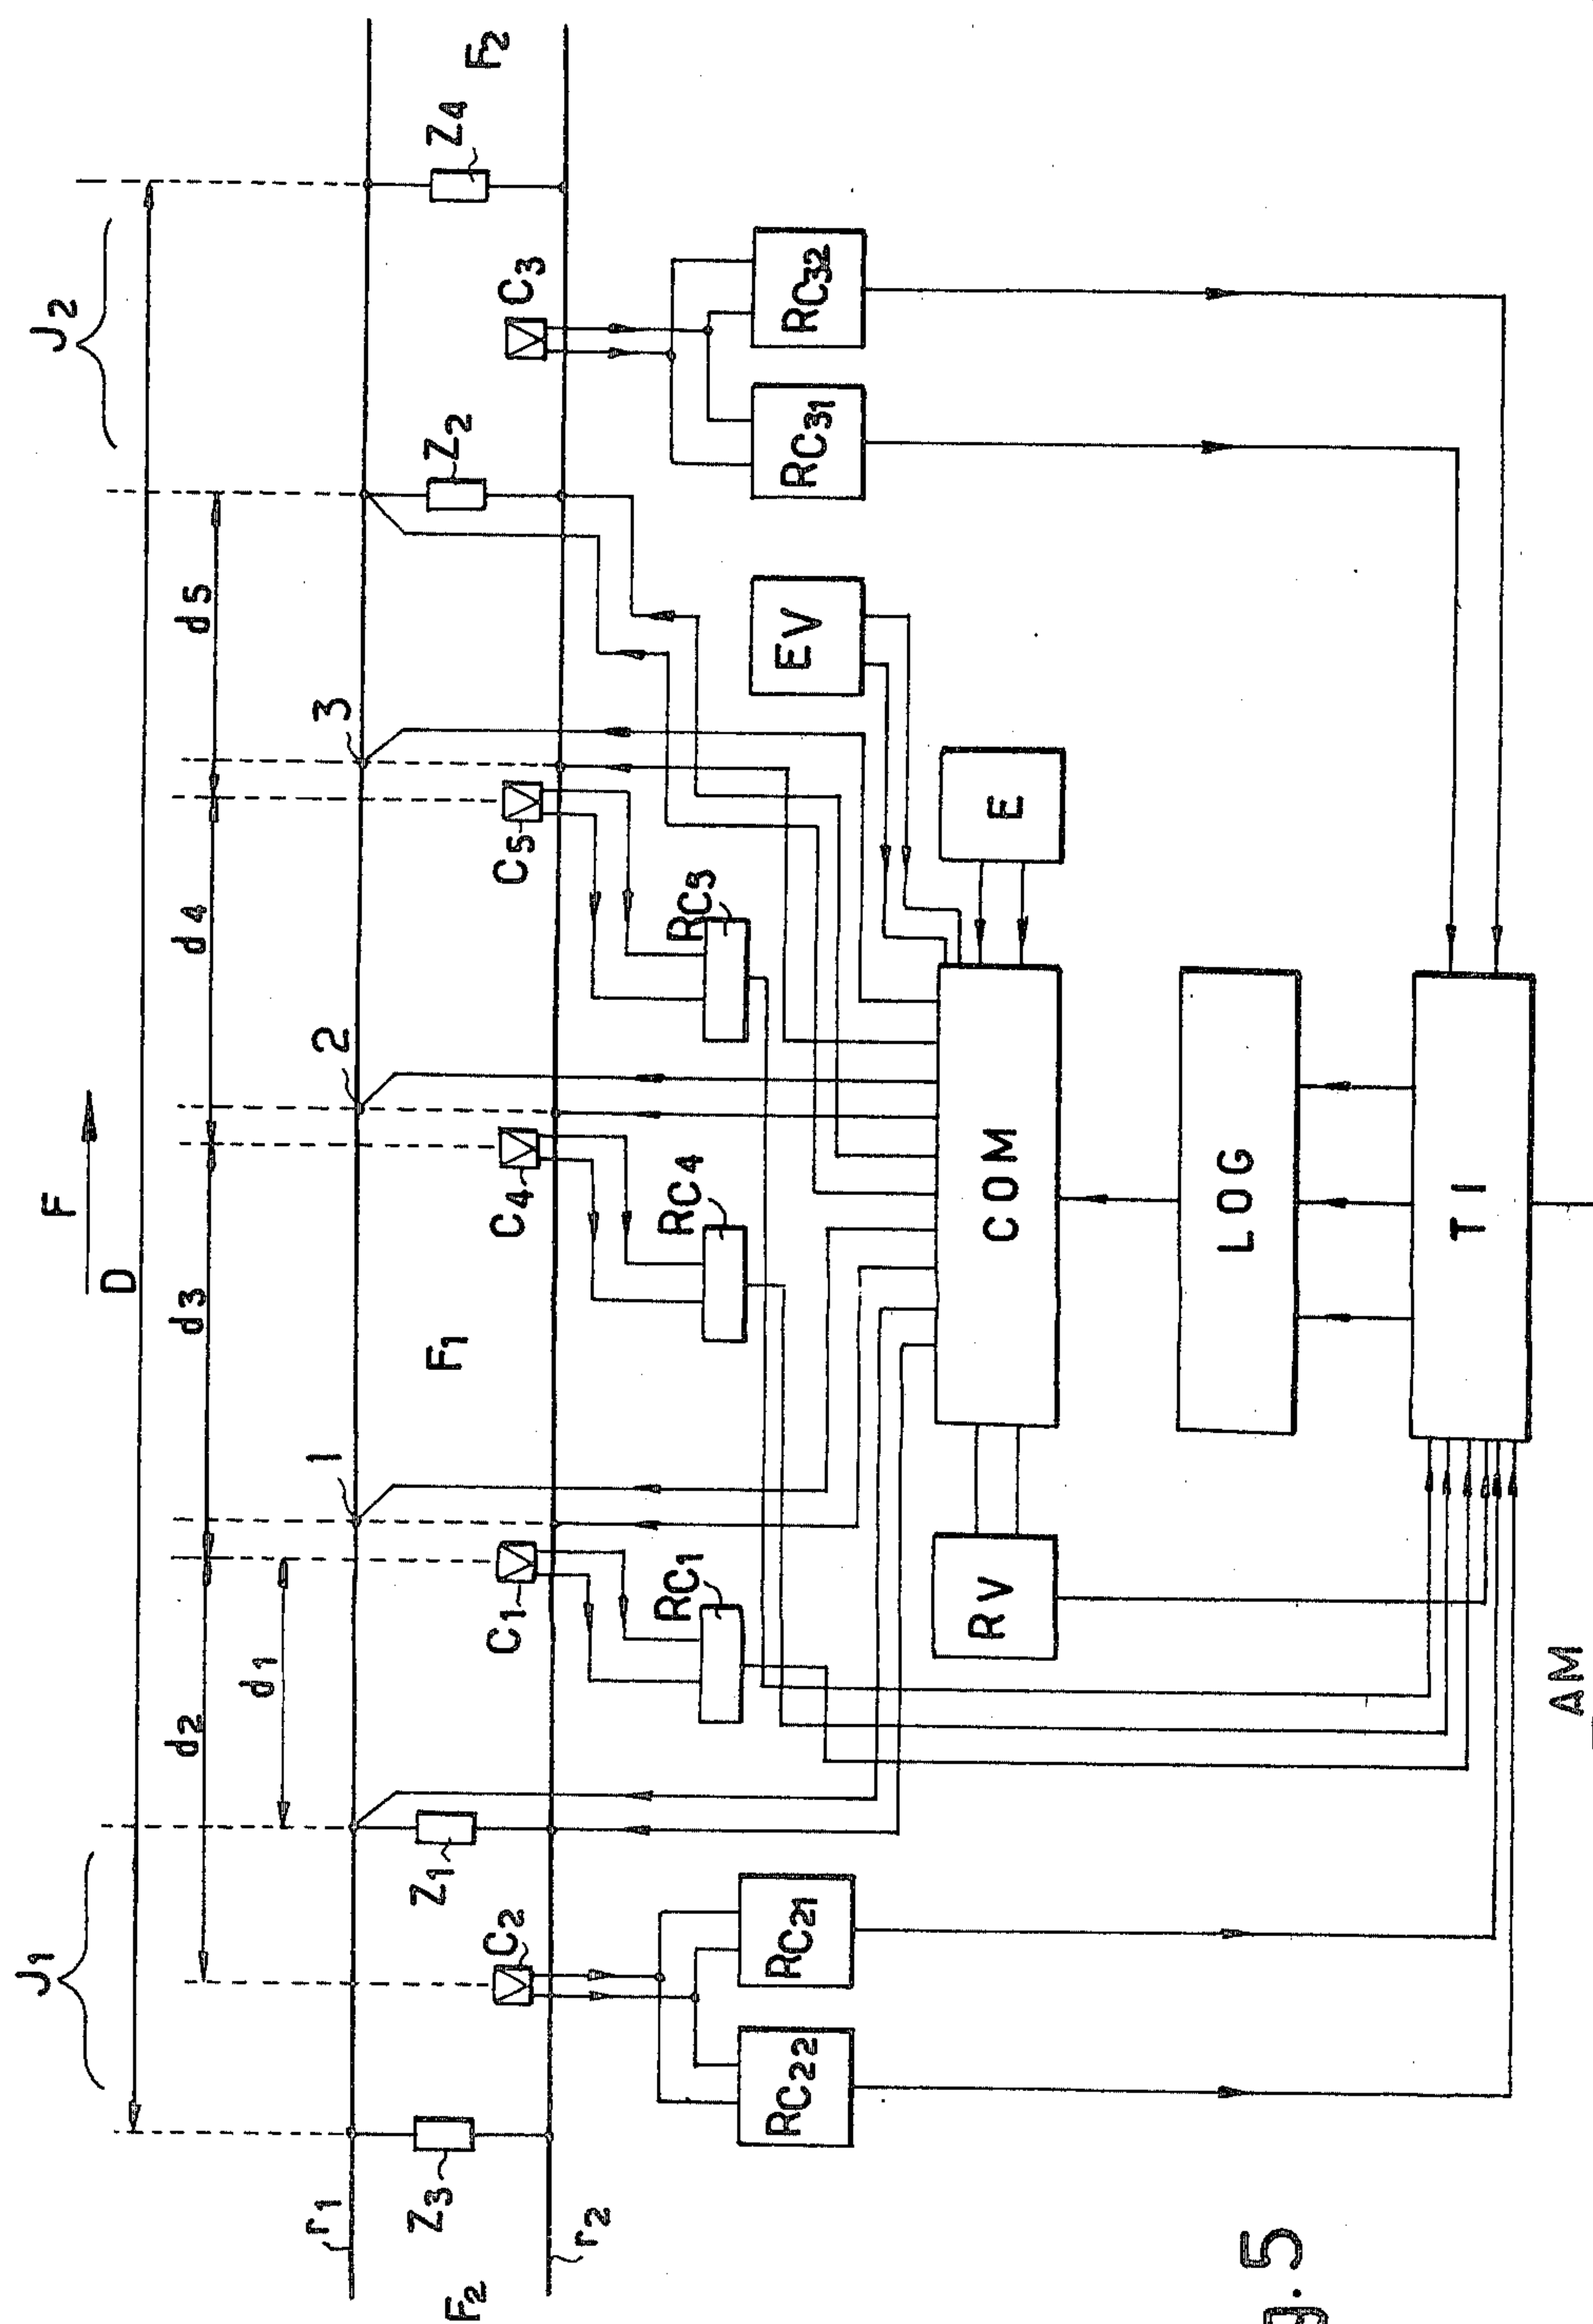 J1
J2
F
D
d2
d3
d4
d5
d1
1
2
3
r1
F2
Z3
Z1
F1
Z2
Z4
F2
r2
C2
C1
C4
C5
C3
RC22
RC21
RC1
RC4
RC5
EV
RC31
RC32
RV
COM
E
LOG
TI
AM
g.5